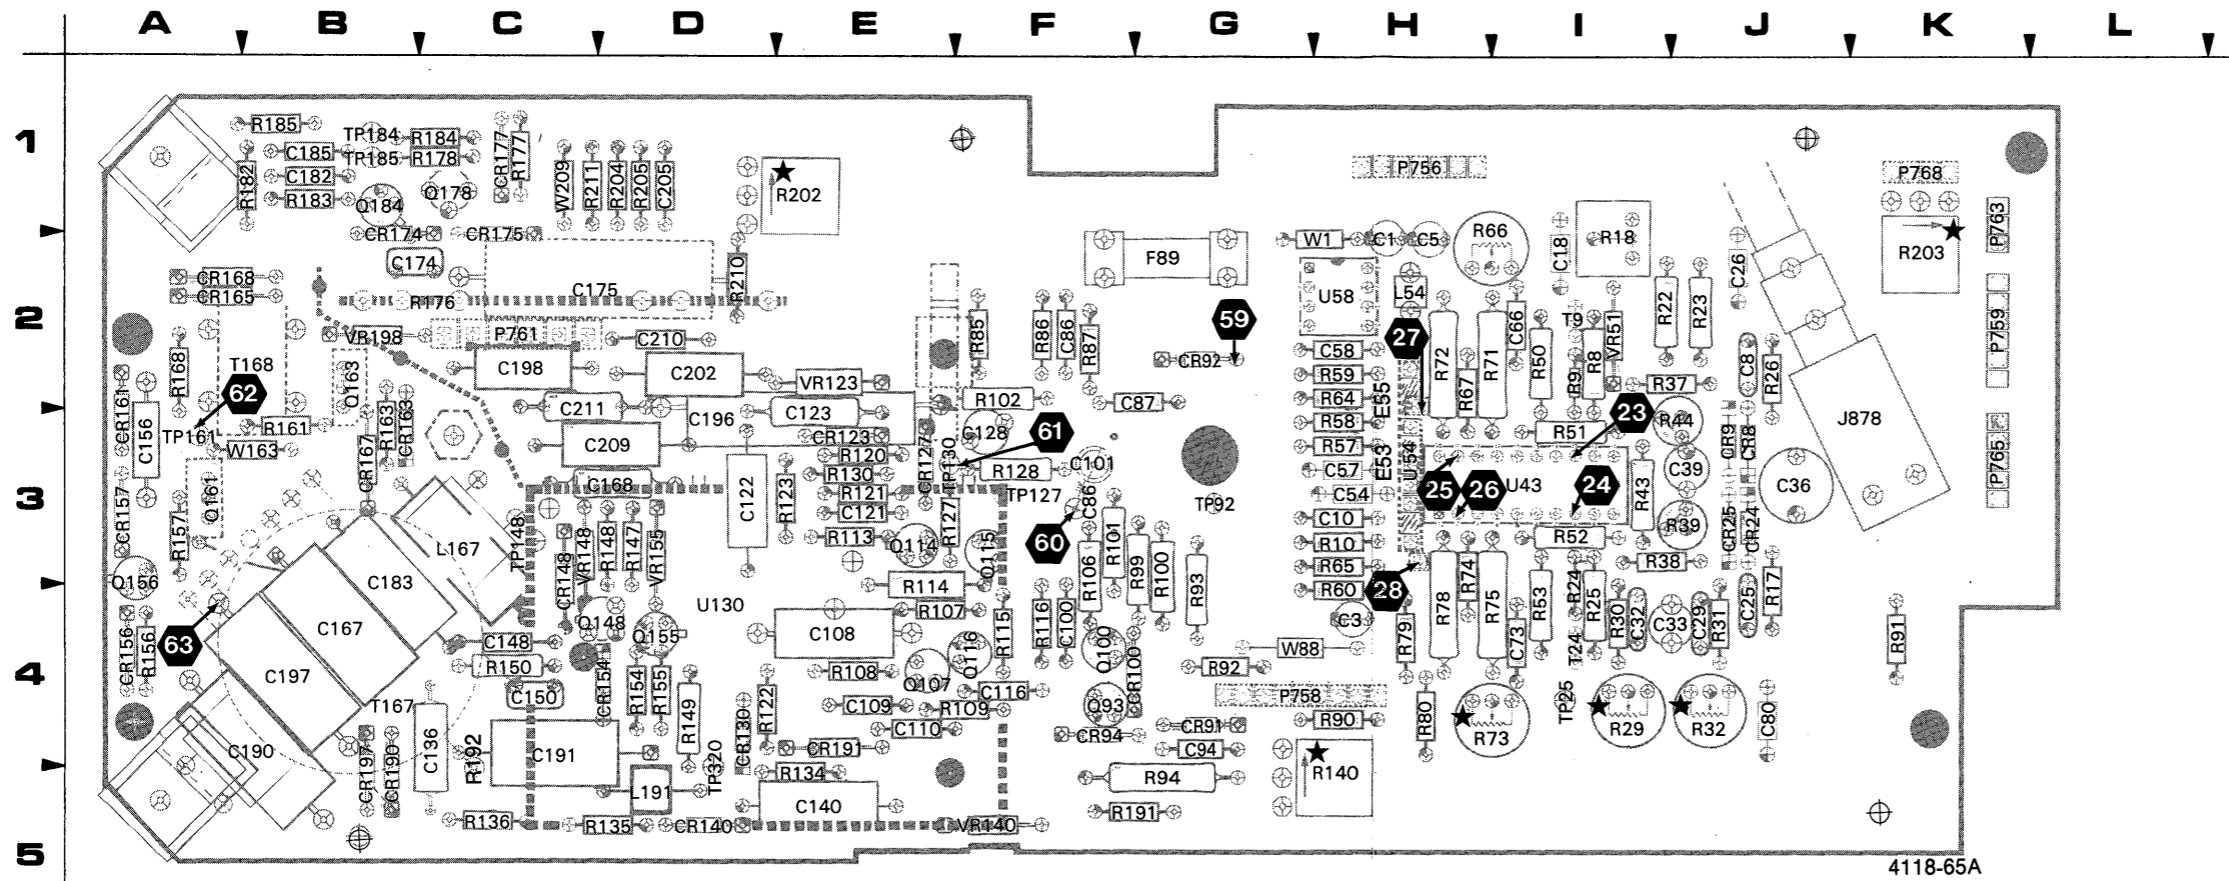 A B C D E F G H I J K L
1
R185 TP184 R184 CR177 R177
C185 TP185 R178 P756
R182 C182 W209 R211 R204 R205 C205 R202 P768
R183 Q184 Q178 P763
CR174 CR175 W1 C1 C5 R66 C18 R18 R203
C174 R210 F89 C26
CR168 C175 U58 L54
CR165 R176 R22 R23
2
59 T9 P759
VR198 P761 C210 R85 R86 C86 R87 27 R72 R71 C66 R50 R8 VR51
R168 T168 C198 C202 CR92 C58 C8 R26
62 Q163 VR123 R59 E55 R67 R9 R37
CR161 C156 R163 CR163 C211 C196 C123 R102 C87 R64 23 R44 J878
TP161 R161 C209 CR123 C128 61 R58 R51 CR9 CR8
W163 CR167 R120 CR127 TP130 R57 E53 U54 C39 P765
R130 R128 C101 C57
3
CR157 Q161 C168 C122 R123 R121 TP127 C86 TP92 C54 25 26 U43 24 R43 C36
R157 L167 TP148 C121 R127 C10 R39 CR25 CR24
CR148 VR148 R148 R147 VR155 R113 Q114 Q115 60 R101 R10 R52
Q156 C183 R114 R106 R99 R100 R93 R65 R74 R24 R38
U130 R107 R60 28 R78 R75 R53 R25 C25 R17
CR156 R156 63 C167 Q148 Q155 C108 R115 R116 C100 C3 R79 R30 C32 C33 C29 R31 R91
C148 Q116 Q100 CR100 W88 C73 T24
4
C197 R150 CR154 R154 R155 R108 Q107 R92
C150 C116 P758
T167 R149 CR130 R122 C109 R109 Q93 R80 TP25 C80
C110 CR91 R90 R73 R29 R32
C190 CR197 CR190 C136 R192 C191 TP320 CR191 CR94 C94
L191 R134 R94 R140
C140 R191
R136 R135 CR140 VR140
5
4118-65A